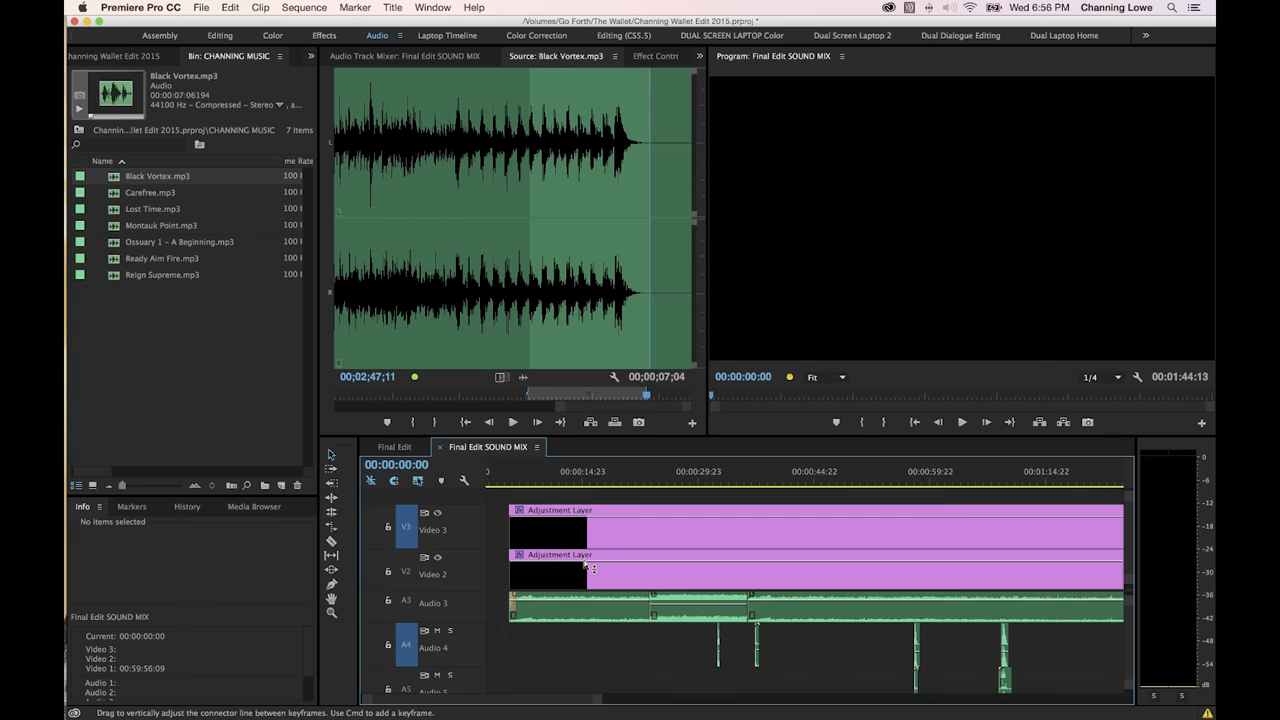 Premiere Pro CC File Edit Clip Sequence Marker Title Window Help Wed 6:56 PM Channing Lowe
/Volumes/Go Forth/The Wallet/Channing Wallet Edit 2015.prproj *
Assembly Editing Color Effects Audio Laptop Timeline Color Correction Editing (CS5.5) DUAL SCREEN LAPTOP COLOR Dual Screen Laptop 2 Dual Dialogue Editing Dual Laptop Home
hanning Wallet Edit 2015 Bin: CHANNING MUSIC
Black Vortex.mp3
Audio
00:00:07:06194
44100 Hz - Compressed - Stereo , a...
Channin...llet Edit 2015.prproj\CHANNING MUSIC 7 Items
Name me Rate
Black Vortex.mp3 100
Carefree.mp3 100
Lost TIme.mp3 100
Montauk Point.mp3 100
Ossuary 1 - A Beginning.mp3 100
Ready Aim Fire.mp3 100
Reign Supreme.mp3 100
Info Markers History Media Browser
No items selected
Final Edit SOUND MIX
Current: 00:00:00:00
Video 3:
Video 2:
Video 1: 00:59:56:09
Audio 1:
Audio 2:
Audio Track Mixer: Final Edit SOUND MIX Source: Black Vortex.mp3 Effect Contr
L
R
00;02;47;11 00;00;07;04
Program: Final Edit SOUND MIX
00:00:00:00 Fit 1/4 00:01:44:13
Final Edit × Final Edit SOUND MIX
00:00:00:00
0 00:00:14:23 00:00:29:23 00:00:44:22 00:00:59:22 00:01:14:22
V3 Video 3 Adjustment Layer
V2 Video 2 Adjustment Layer
A3 Audio 3
A4 M S Audio 4
A5 M S Audio 5
0
-6
-12
-18
-24
-30
-36
-42
-48
-54
dB
S S
Drag to vertically adjust the connector line between keyframes. Use Cmd to add a keyframe.